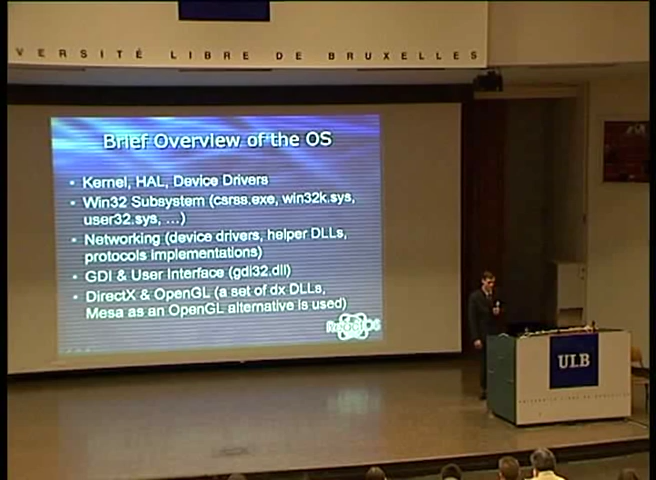 VERSITÉ LIBRE DE BRUXELLES
Brief Overview of the OS
• Kernel, HAL, Device Drivers
• Win32 Subsystem (csrss.exe, win32k.sys,
user32.sys, …)
• Networking (device drivers, helper DLLs,
protocols implementations)
• GDI & User Interface (gdi32.dll)
• DirectX & OpenGL (a set of dx DLLs,
Mesa as an OpenGL alternative is used)
ReactOS
ULB